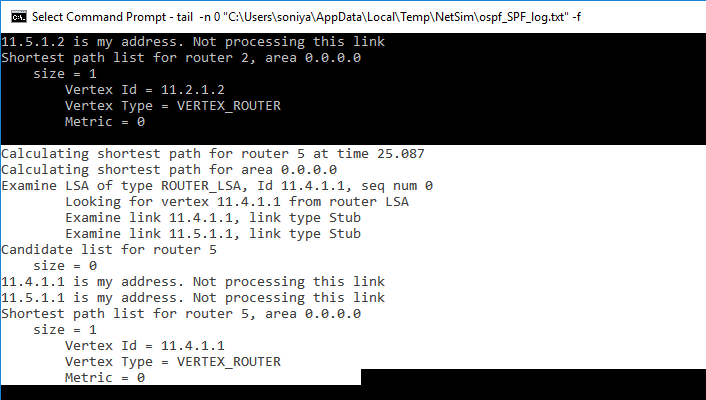 Select Command Prompt - tail  -n 0 "C:\Users\soniya\AppData\Local\Temp\NetSim\ospf_SPF_log.txt" -f
11.5.1.2 is my address. Not processing this link
Shortest path list for router 2, area 0.0.0.0
    size = 1
        Vertex Id = 11.2.1.2
        Vertex Type = VERTEX_ROUTER
        Metric = 0
Calculating shortest path for router 5 at time 25.087
Calculating shortest path for area 0.0.0.0
Examine LSA of type ROUTER_LSA, Id 11.4.1.1, seq num 0
        Looking for vertex 11.4.1.1 from router LSA
        Examine link 11.4.1.1, link type Stub
        Examine link 11.5.1.1, link type Stub
Candidate list for router 5
    size = 0
11.4.1.1 is my address. Not processing this link
11.5.1.1 is my address. Not processing this link
Shortest path list for router 5, area 0.0.0.0
    size = 1
        Vertex Id = 11.4.1.1
        Vertex Type = VERTEX_ROUTER
        Metric = 0